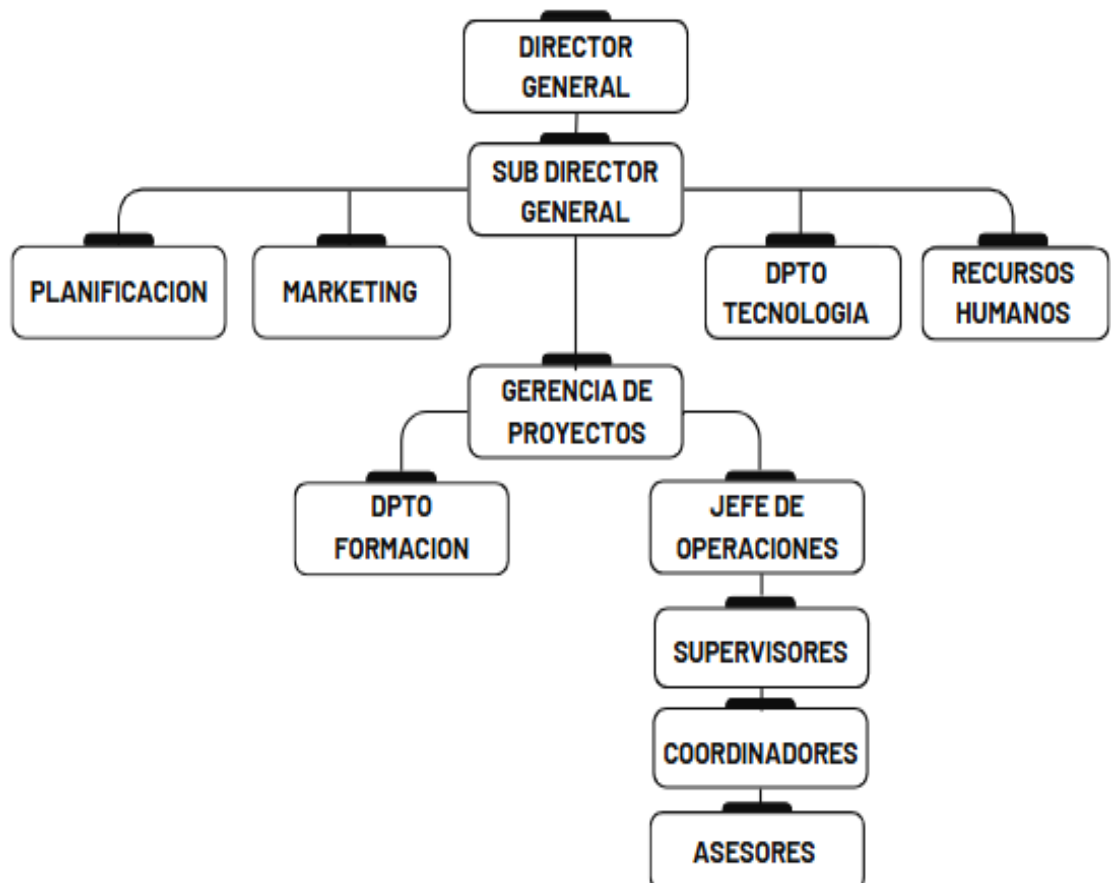 DIRECTOR
GENERAL
SUB DIRECTOR
GENERAL
PLANIFICACION
MARKETING
DPTO
TECNOLOGIA
RECURSOS
HUMANOS
GERENCIA DE
PROYECTOS
DPTO
FORMACION
JEFE DE
OPERACIONES
SUPERVISORES
COORDINADORES
ASESORES